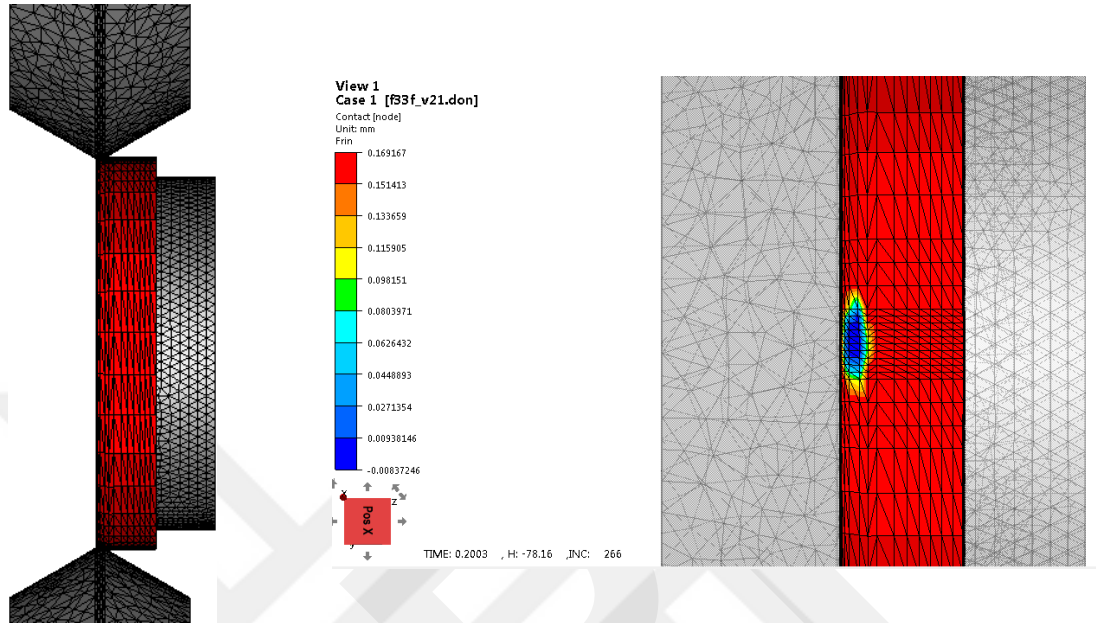 View 1
Case 1 [f33f_v21.don]
Contact [node]
Unit: mm
Frin
0.169167
0.151413
0.133659
0.115905
0.098151
0.0803971
0.0626432
0.0448893
0.0271354
0.00938146
-0.00837246
x
z
Pos X
y
TIME: 0.2003 , H: -78.16 ,INC: 266